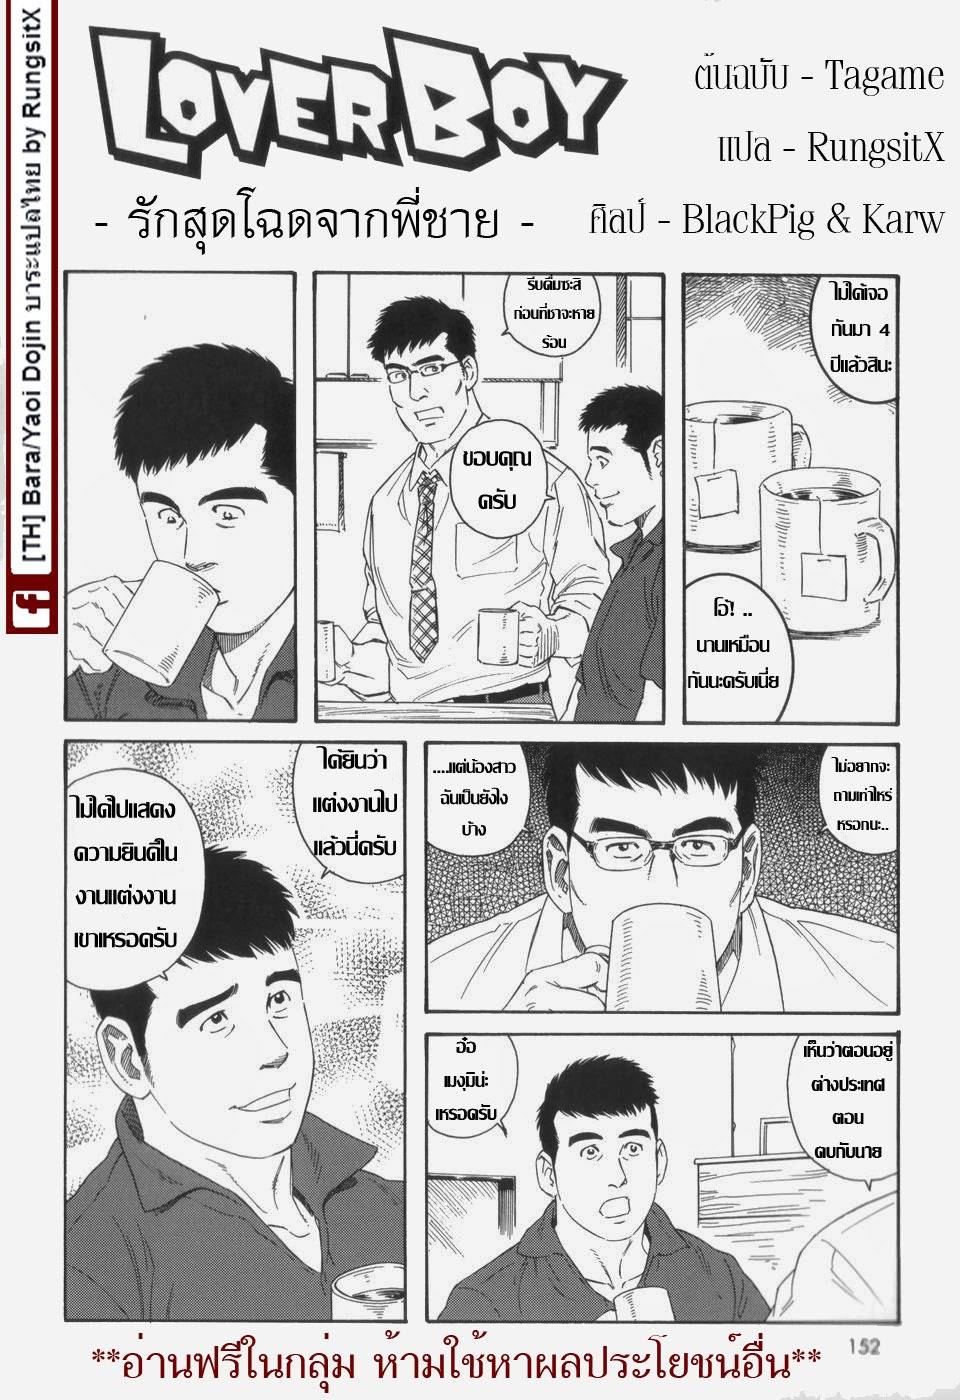 LOVER BOY
- รักสุดโฉดจากพี่ชาย -
ต้นฉบับ - Tagame
แปล - RungsitX
ศิลป์ - BlackPig & Karw
[TH] Bara/Yaoi Dojin บาระแปลไทย by RungsitX
f
ไม่ได้เจอ
กันมา 4
ปีแล้วสินะ
โอ้! ..
นานเหมือน
กันนะครับเนี่ย
รีบดื่มซะสิ
ก่อนที่ชาจะหาย
ร้อน
ขอบคุณ
ครับ
ไม่อยากจะ
ถามเท่าไหร่
หรอกนะ..
....แต่น้องสาว
ฉันเป็นยังไง
บ้าง
ได้ยินว่า
แต่งงานไป
แล้วนี่ครับ
ไม่ได้ไปแสดง
ความยินดีใน
งานแต่งงาน
เขาเหรอครับ
เห็นว่าตอนอยู่
ต่างประเทศ
ตอน
คบกับนาย
อ๋อ
เมงุมิน่ะ
เหรอครับ
152
**อ่านฟรีในกลุ่ม ห้ามใช้หาผลประโยชน์อื่น**